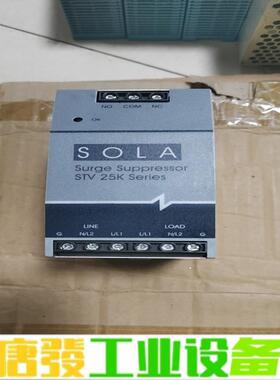 NO COM NC
OK
SOLA
Surge Suppressor
STV 25K Series
LINE LOAD
G N/L2 L/L1 L/L1 N/L2 G
唐發工业设备